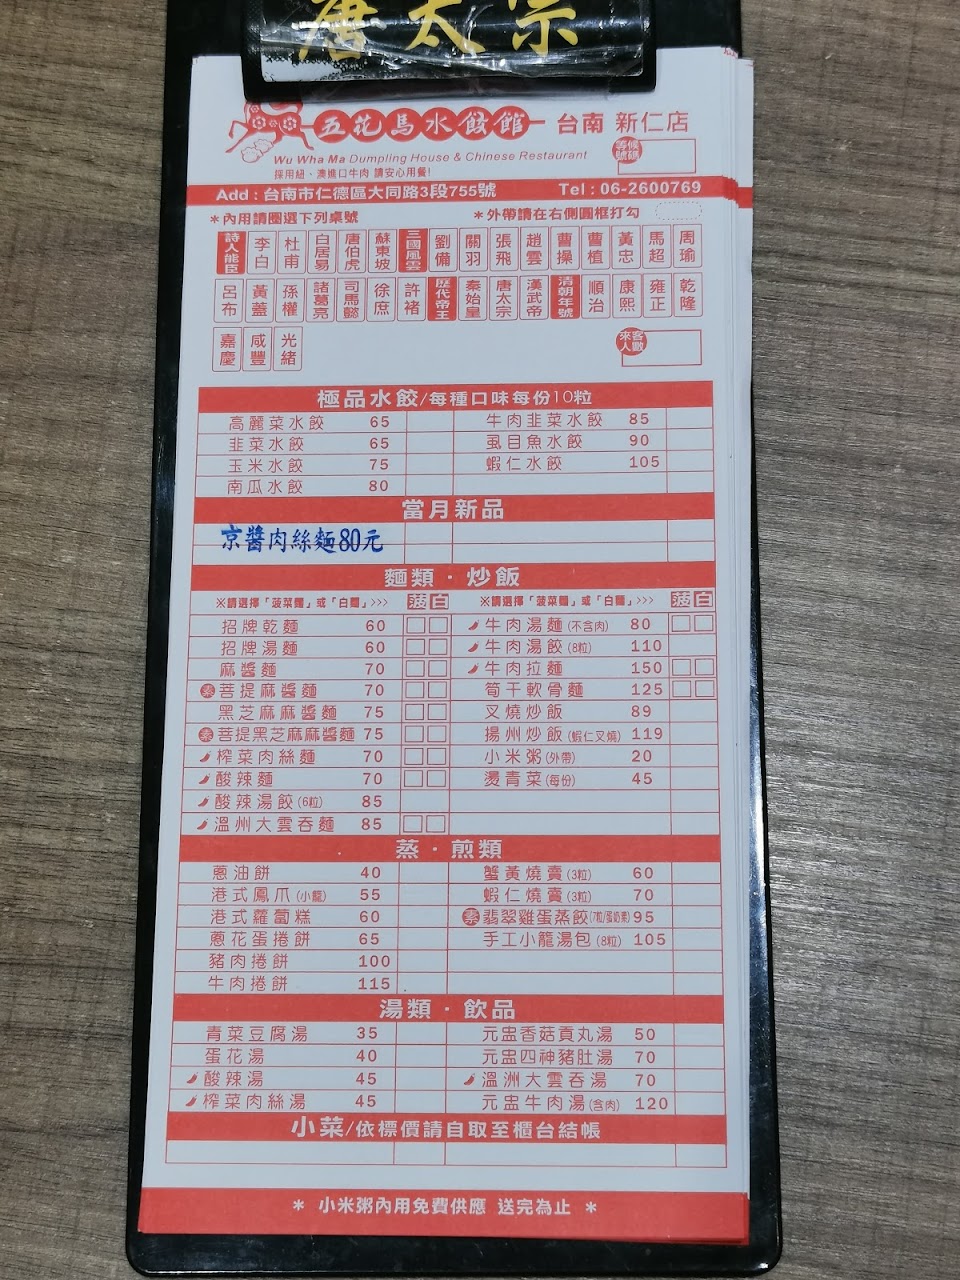 唐太宗
五花馬水餃館 台南 新仁店
Wu Wha Ma Dumpling House & Chinese Restaurant
採用紐、澳進口牛肉 請安心用餐!
等候號碼
Add : 台南市仁德區大同路3段755號 Tel : 06-2600769
*內用請圈選下列桌號 *外帶請在右側圓框打勾
詩人能臣 李白 杜甫 白居易 唐伯虎 蘇東坡 三國風雲 劉備 關羽 張飛 趙雲 曹操 曹植 黃忠 馬超 周瑜
呂布 黃蓋 孫權 諸葛亮 司馬懿 徐庶 許褚 歷代帝王 秦始皇 唐太宗 漢武帝 清朝年號 順治 康熙 雍正 乾隆
嘉慶 咸豐 光緒 來客人數
極品水餃/每種口味每份10粒
高麗菜水餃 65 牛肉韭菜水餃 85
韭菜水餃 65 虱目魚水餃 90
玉米水餃 75 蝦仁水餃 105
南瓜水餃 80
當月新品
京醬肉絲麵80元
麵類・炒飯
※請選擇「菠菜麵」或「白麵」>>> 菠 白 ※請選擇「菠菜麵」或「白麵」>>> 菠 白
招牌乾麵 60 牛肉湯麵(不含肉) 80
招牌湯麵 60 牛肉湯餃(8粒) 110
麻醬麵 70 牛肉拉麵 150
素 菩提麻醬麵 70 筍干軟骨麵 125
黑芝麻麻醬麵 75 叉燒炒飯 89
素 菩提黑芝麻麻醬麵 75 揚州炒飯(蝦仁叉燒) 119
榨菜肉絲麵 70 小米粥(外帶) 20
酸辣麵 70 燙青菜(每份) 45
酸辣湯餃(6粒) 85
溫州大雲吞麵 85
蒸・煎類
蔥油餅 40 蟹黃燒賣(3粒) 60
港式鳳爪(小籠) 55 蝦仁燒賣(3粒) 70
港式蘿蔔糕 60 素 翡翠雞蛋蒸餃(7粒/蛋奶素) 95
蔥花蛋捲餅 65 手工小籠湯包(8粒) 105
豬肉捲餅 100
牛肉捲餅 115
湯類・飲品
青菜豆腐湯 35 元盅香菇貢丸湯 50
蛋花湯 40 元盅四神豬肚湯 70
酸辣湯 45 溫洲大雲吞湯 70
榨菜肉絲湯 45 元盅牛肉湯(含肉) 120
小菜/依標價請自取至櫃台結帳
* 小米粥內用免費供應 送完為止 *